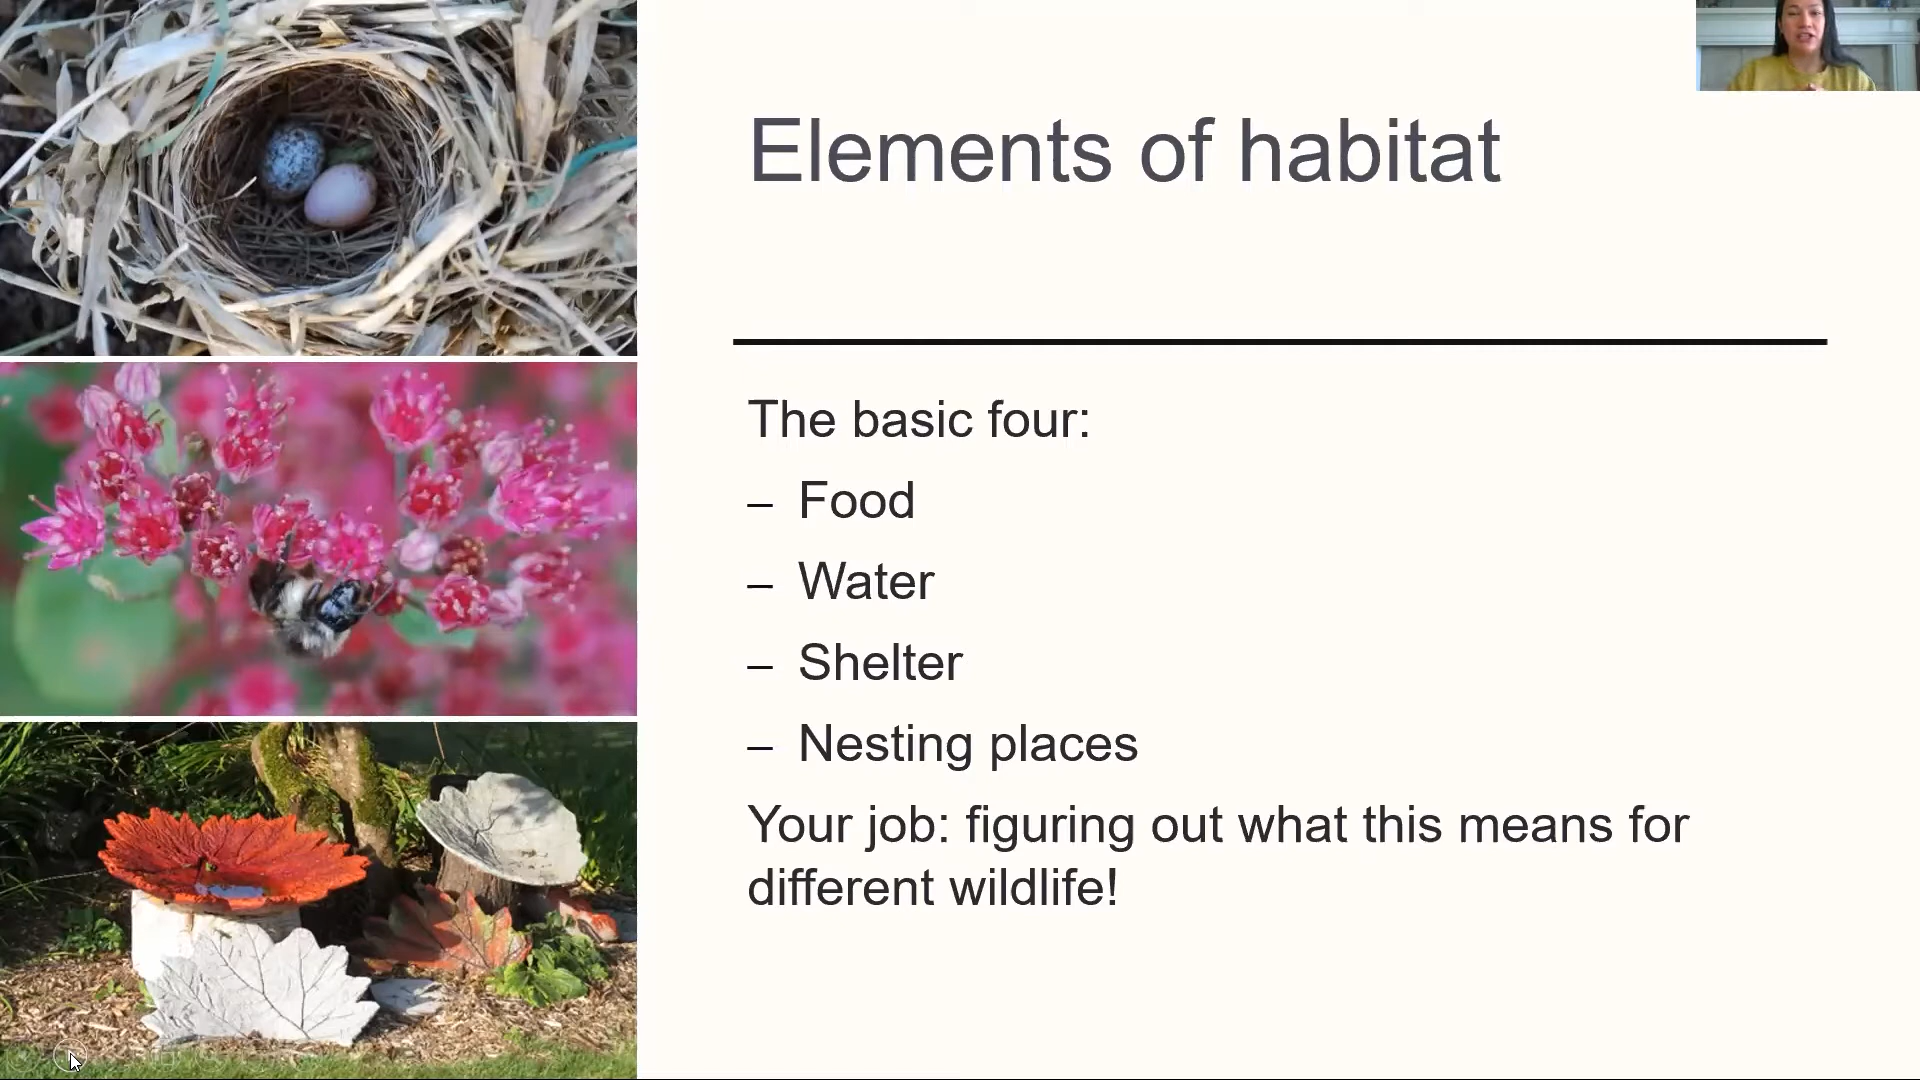 Elements of habitat
The basic four:
– Food
– Water
– Shelter
– Nesting places
Your job: figuring out what this means for
different wildlife!